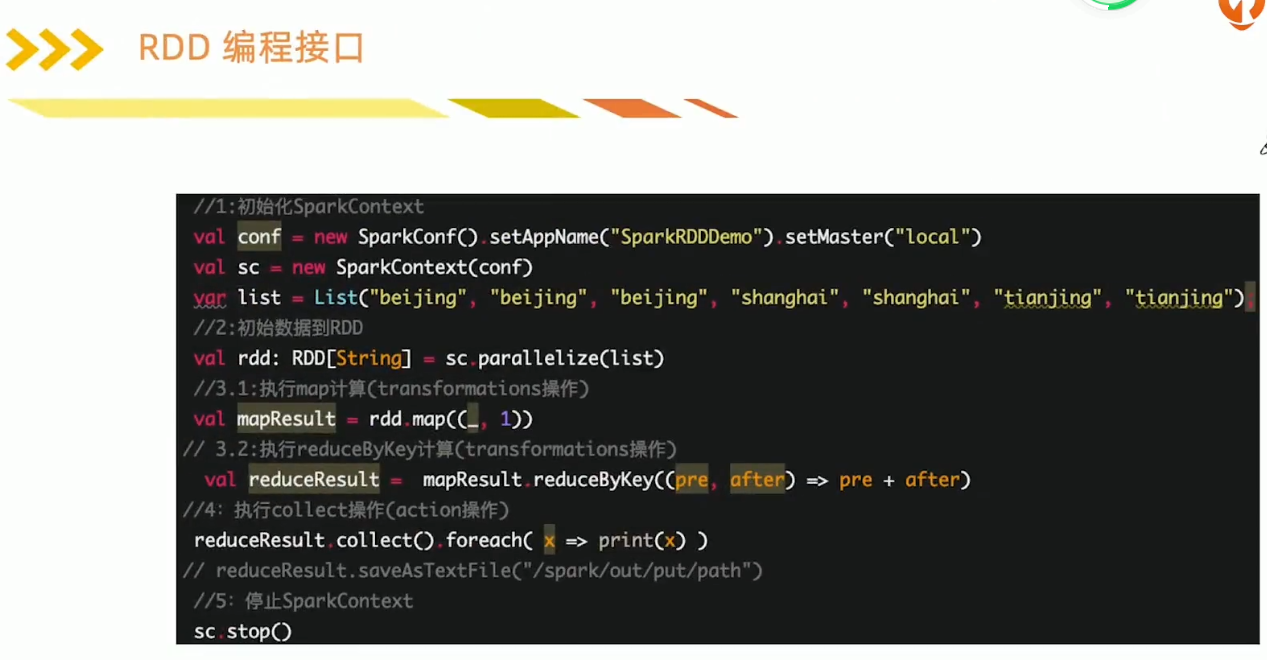 RDD 编程接口
//1:初始化SparkContext
val conf = new SparkConf().setAppName("SparkRDDDemo").setMaster("local")
val sc = new SparkContext(conf)
var list = List("beijing", "beijing", "beijing", "shanghai", "shanghai", "tianjing", "tianjing");
//2:初始数据到RDD
val rdd: RDD[String] = sc.parallelize(list)
//3.1:执行map计算(transformations操作)
val mapResult = rdd.map((_, 1))
// 3.2:执行reduceByKey计算(transformations操作)
val reduceResult = mapResult.reduceByKey((pre, after) => pre + after)
//4: 执行collect操作(action操作)
reduceResult.collect().foreach( x => print(x) )
// reduceResult.saveAsTextFile("/spark/out/put/path")
//5: 停止SparkContext
sc.stop()